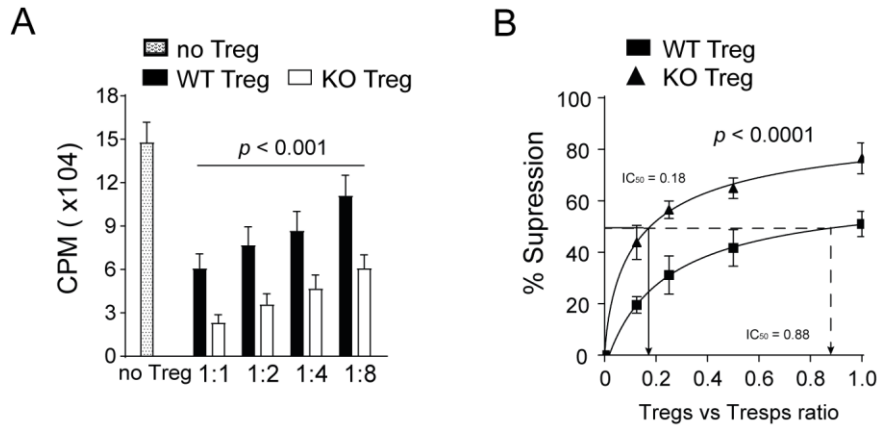 A
no Treg
WT Treg KO Treg
CPM ( x104)
18
15
12
9
6
3
0
p < 0.001
no Treg 1:1 1:2 1:4 1:8
B
WT Treg
KO Treg
% Supression
100
80
60
40
20
0
p < 0.0001
IC50 = 0.18
IC50 = 0.88
0 0.2 0.4 0.6 0.8 1.0
Tregs vs Tresps ratio